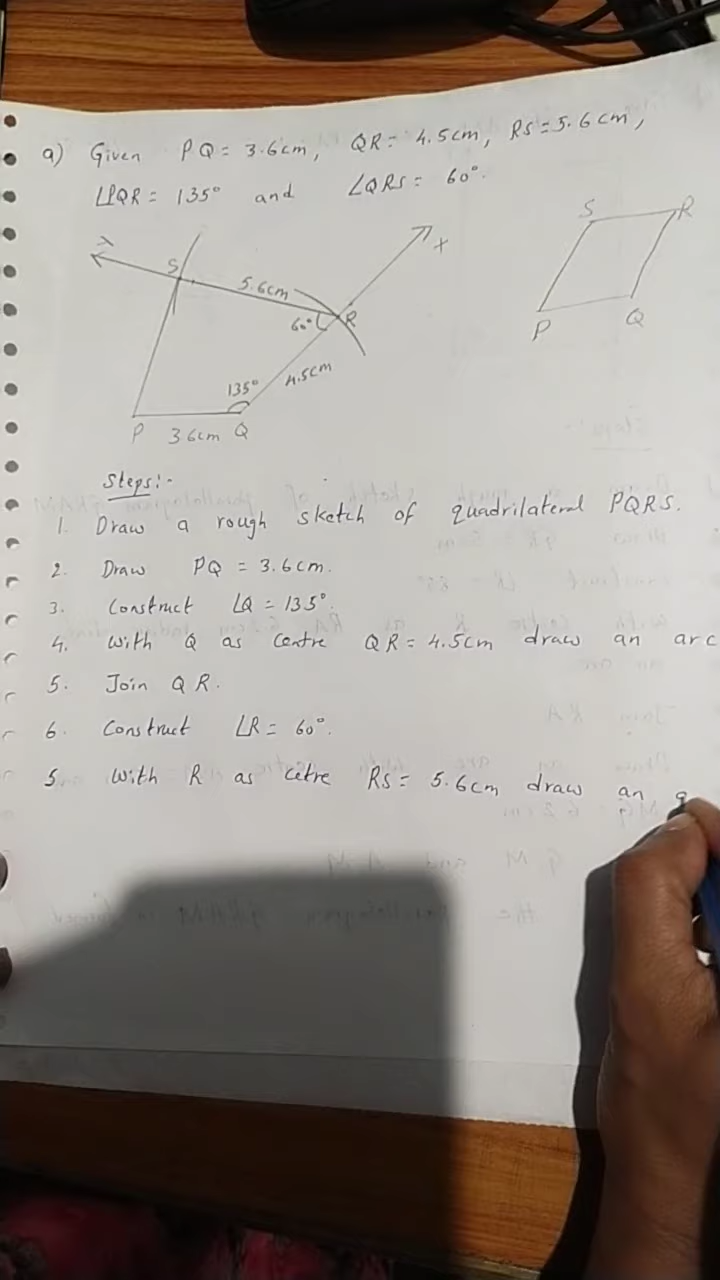 a) Given PQ = 3.6cm, QR = 4.5cm, RS = 5.6cm,
∠PQR = 135° and ∠QRS = 60°.
S R
P Q
X
S
5.6cm
60° R
135° 4.5cm
P 3.6cm Q
Steps:-
1. Draw a rough sketch of quadrilateral PQRS.
2. Draw PQ = 3.6cm.
3. Construct ∠Q = 135°.
4. With Q as centre QR = 4.5cm draw an arc
5. Join QR.
6. Construct ∠R = 60°.
5. With R as cetre RS = 5.6cm draw an a